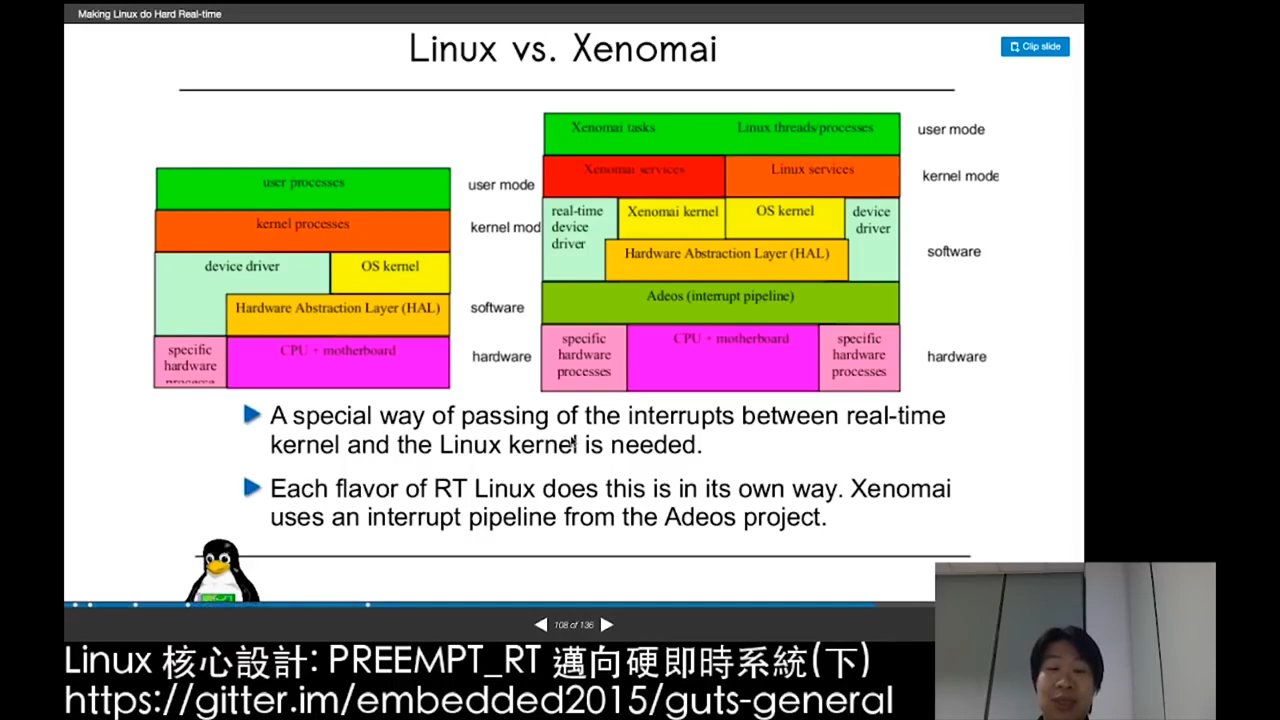 Making Linux do Hard Real-time
Linux vs. Xenomai
Clip slide
user processes
user mode
kernel processes
kernel mod
device driver
OS kernel
Hardware Abstraction Layer (HAL)
software
specific
hardware
CPU + motherboard
hardware
Xenomai tasks
Linux threads/processes
user mode
Xenomai services
Linux services
kernel mode
real-time
device
driver
Xenomai kernel
OS kernel
device
driver
Hardware Abstraction Layer (HAL)
software
Adeos (interrupt pipeline)
specific
hardware
processes
CPU + motherboard
specific
hardware
processes
hardware
A special way of passing of the interrupts between real-time
kernel and the Linux kernel is needed.
Each flavor of RT Linux does this is in its own way. Xenomai
uses an interrupt pipeline from the Adeos project.
108 of 136
Linux 核心設計: PREEMPT_RT 邁向硬即時系統(下)
https://gitter.im/embedded2015/guts-general